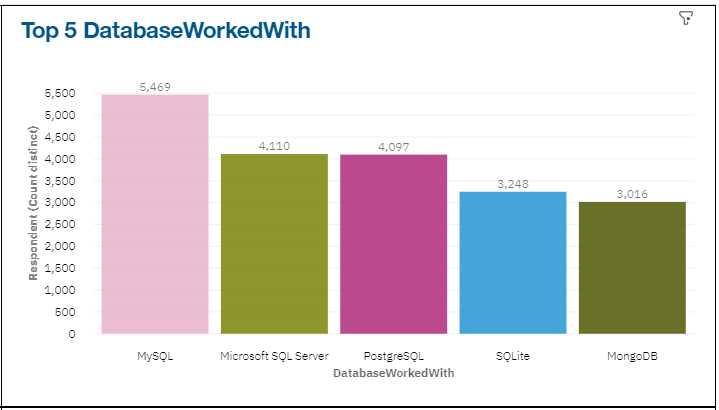 Top 5 DatabaseWorkedWith
Respondent (Count distinct)
5,500
5,000
4,500
4,000
3,500
3,000
2,500
2,000
1,500
1,000
500
0
5,469
4,110
4,097
3,248
3,016
MySQL
Microsoft SQL Server
PostgreSQL
SQLite
MongoDB
DatabaseWorkedWith